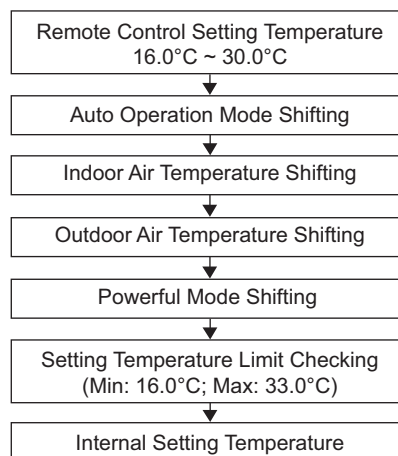 Remote Control Setting Temperature
16.0°C ~ 30.0°C
Auto Operation Mode Shifting
Indoor Air Temperature Shifting
Outdoor Air Temperature Shifting
Powerful Mode Shifting
Setting Temperature Limit Checking
(Min: 16.0°C; Max: 33.0°C)
Internal Setting Temperature